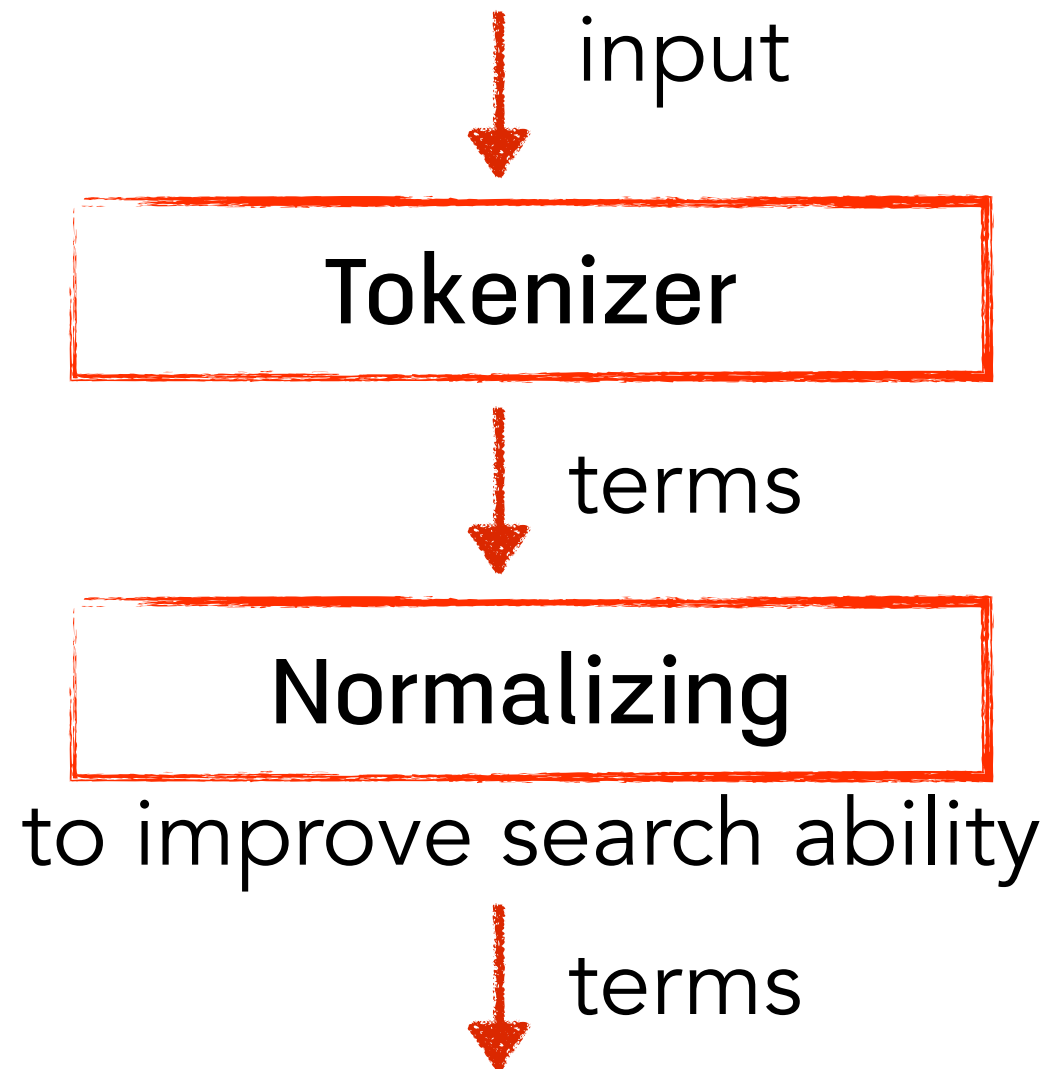 input
Tokenizer
terms
Normalizing
to improve search ability
terms